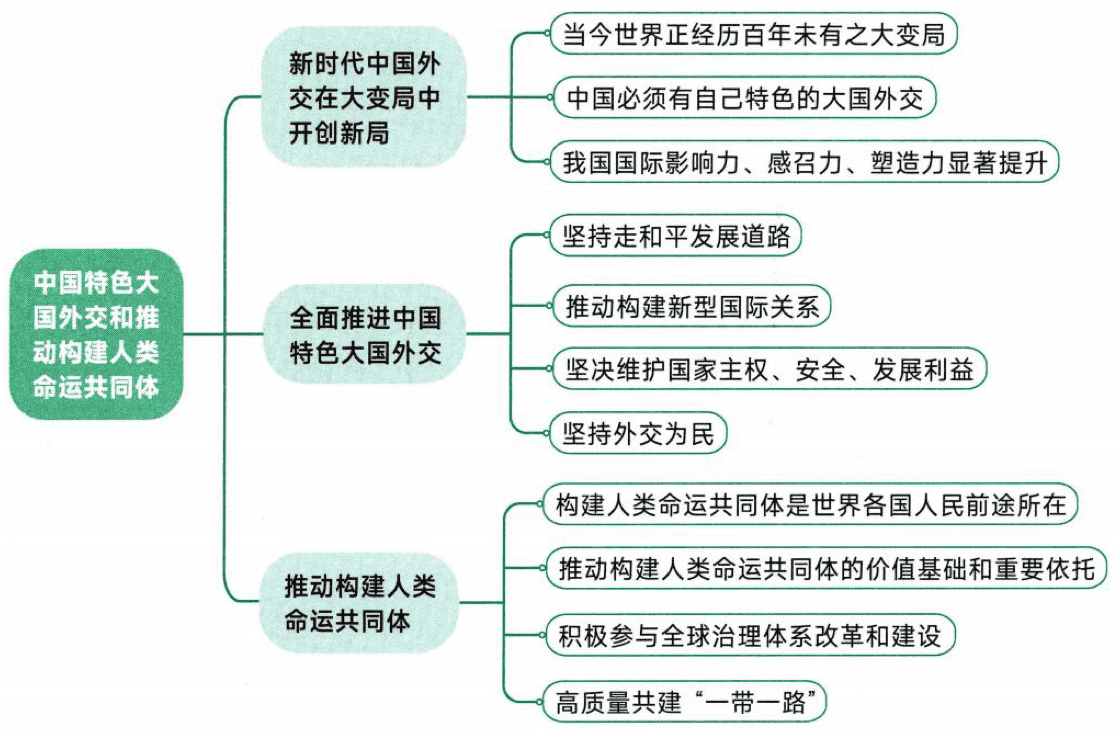 中国特色大
国外交和推
动构建人类
命运共同体
新时代中国外
交在大变局中
开创新局
当今世界正经历百年未有之大变局
中国必须有自己特色的大国外交
我国国际影响力、感召力、塑造力显著提升
全面推进中国
特色大国外交
坚持走和平发展道路
推动构建新型国际关系
坚决维护国家主权、安全、发展利益
坚持外交为民
推动构建人类
命运共同体
构建人类命运共同体是世界各国人民前途所在
推动构建人类命运共同体的价值基础和重要依托
积极参与全球治理体系改革和建设
高质量共建“一带一路”